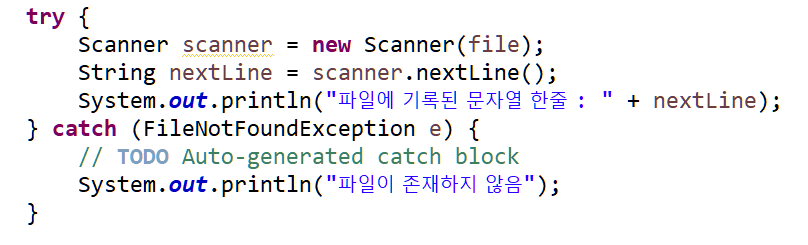 try {
    Scanner scanner = new Scanner(file);
    String nextLine = scanner.nextLine();
    System.out.println("파일에 기록된 문자열 한줄 : " + nextLine);
} catch (FileNotFoundException e) {
    // TODO Auto-generated catch block
    System.out.println("파일이 존재하지 않음");
}